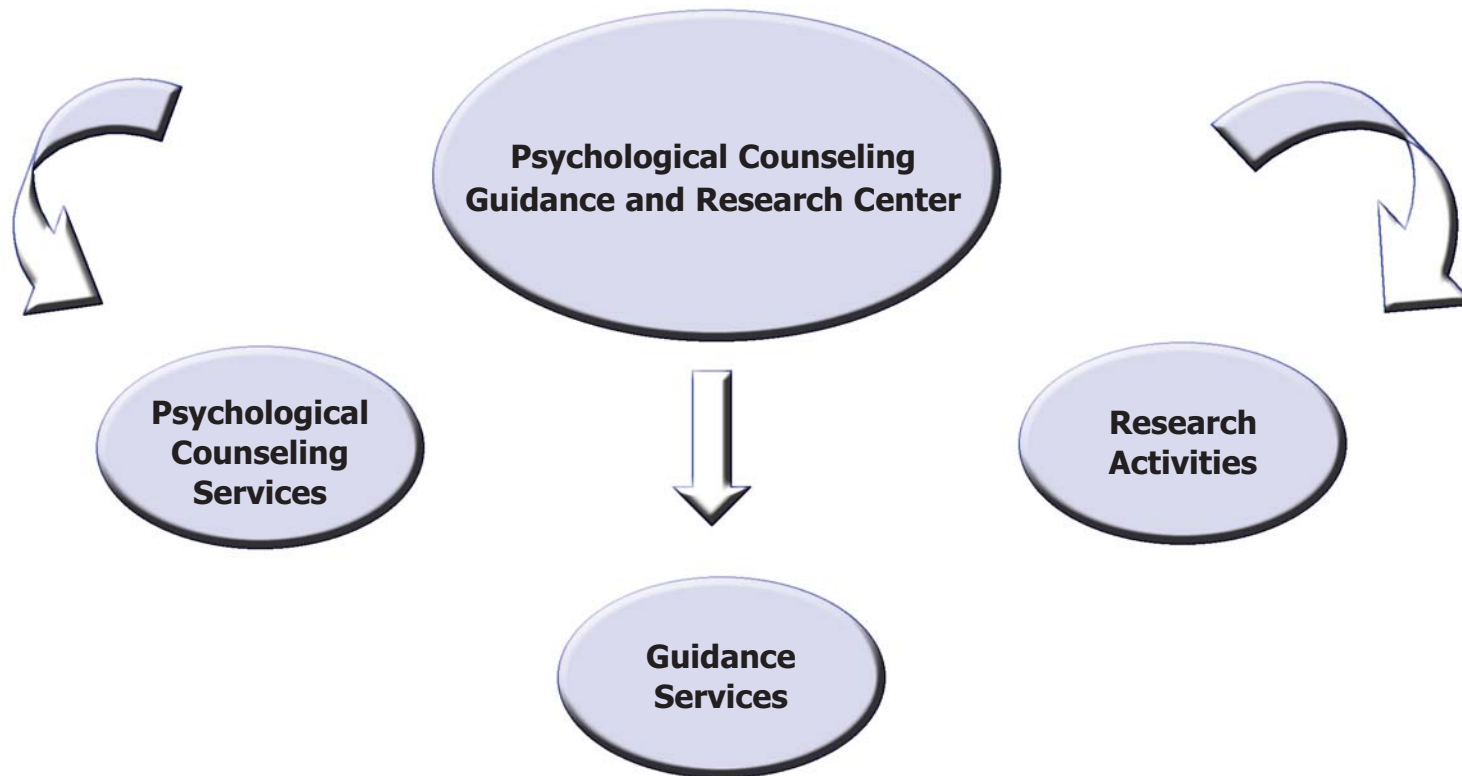 Psychological Counseling
Guidance and Research Center
Psychological
Counseling
Services
Research
Activities
Guidance
Services